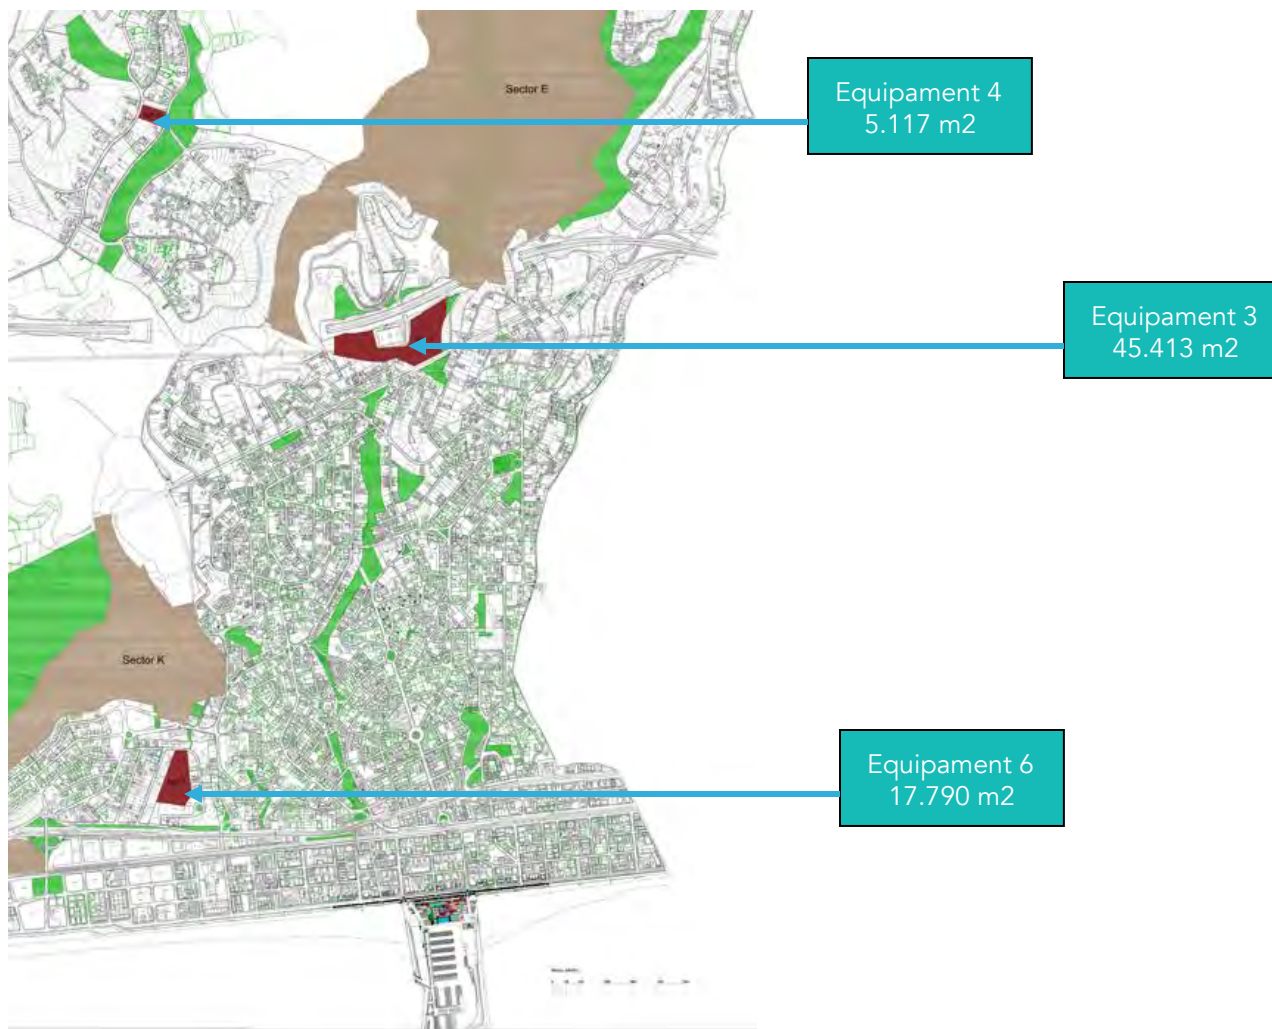 Sector E
Equipament 4
5.117 m2
Equipament 3
45.413 m2
Sector K
Equipament 6
17.790 m2